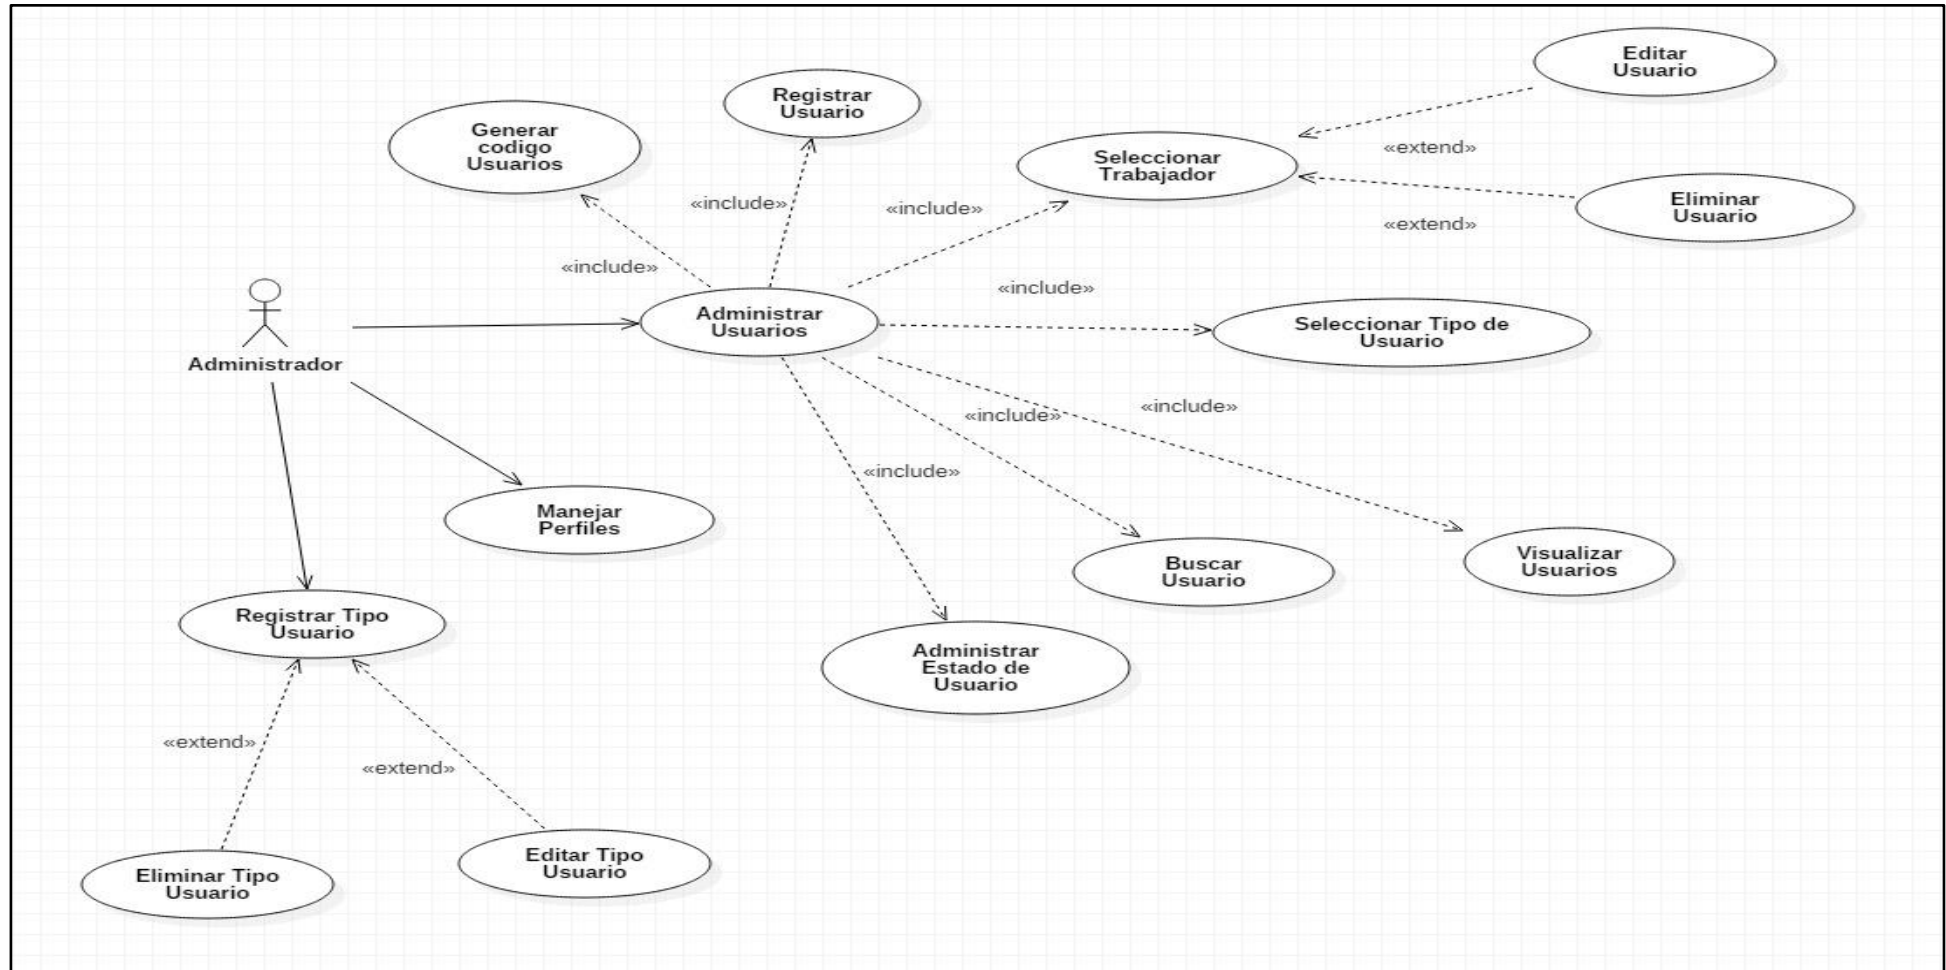 Editar
Usuario
Registrar
Usuario
Generar
codigo
Usuarios
Seleccionar
Trabajador
«extend»
Eliminar
Usuario
«include»
«include»
«extend»
«include»
«include»
Administrar
Usuarios
Seleccionar Tipo de
Usuario
Administrador
«include»
«include»
«include»
Manejar
Perfiles
Buscar
Usuario
Visualizar
Usuarios
Registrar Tipo
Usuario
Administrar
Estado de
Usuario
«extend»
«extend»
Editar Tipo
Usuario
Eliminar Tipo
Usuario